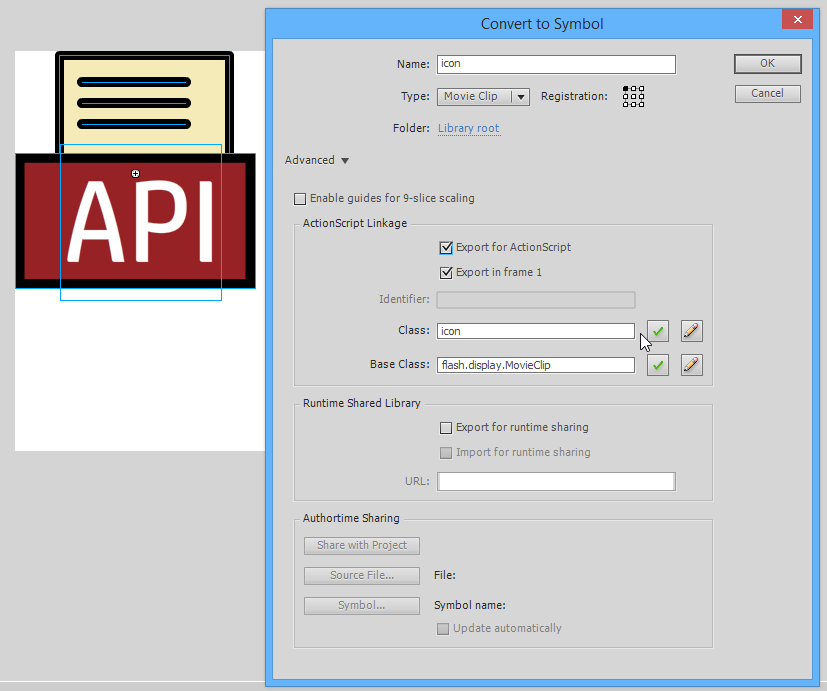 Convert to Symbol
Name: icon
OK
Type: Movie Clip Registration:
Cancel
Folder: Library root
Advanced
API
Enable guides for 9-slice scaling
ActionScript Linkage
Export for ActionScript
Export in frame 1
Identifier:
Class: icon
Base Class: flash.display.MovieClip
Runtime Shared Library
Export for runtime sharing
Import for runtime sharing
URL:
Authortime Sharing
Share with Project
Source File... File:
Symbol... Symbol name:
Update automatically